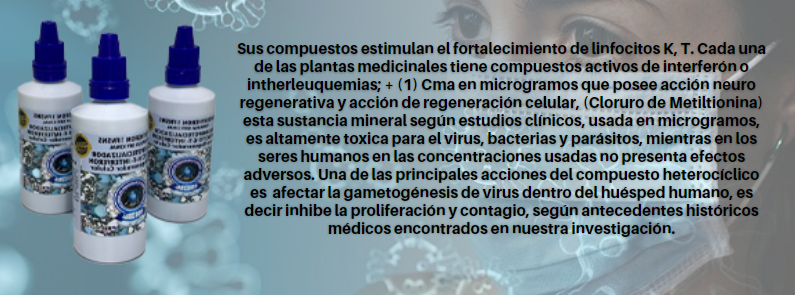 Sus compuestos estimulan el fortalecimiento de linfocitos K, T. Cada una
de las plantas medicinales tiene compuestos activos de interferón o
intherleuquemias; + (1) Cma en microgramos que posee acción neuro
regenerativa y acción de regeneración celular, (Cloruro de Metiltionina)
esta sustancia mineral según estudios clínicos, usada en microgramos,
es altamente toxica para el virus, bacterias y parásitos, mientras en los
seres humanos en las concentraciones usadas no presenta efectos
adversos. Una de las principales acciones del compuesto heterocíclico
es afectar la gametogénesis de virus dentro del huésped humano, es
decir inhibe la proliferación y contagio, según antecedentes históricos
médicos encontrados en nuestra investigación.